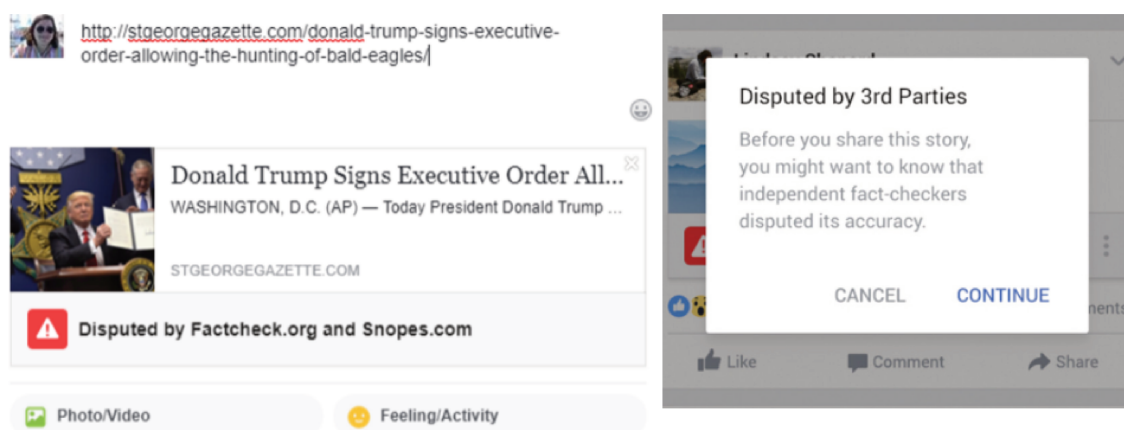 http://stgeorgegazette.com/donald-trump-signs-executive-
order-allowing-the-hunting-of-bald-eagles/
Donald Trump Signs Executive Order All...
WASHINGTON, D.C. (AP) — Today President Donald Trump ...
STGEORGEGAZETTE.COM
Disputed by Factcheck.org and Snopes.com
Photo/Video
Feeling/Activity
Disputed by 3rd Parties
Before you share this story,
you might want to know that
independent fact-checkers
disputed its accuracy.
CANCEL CONTINUE
Like Comment Share